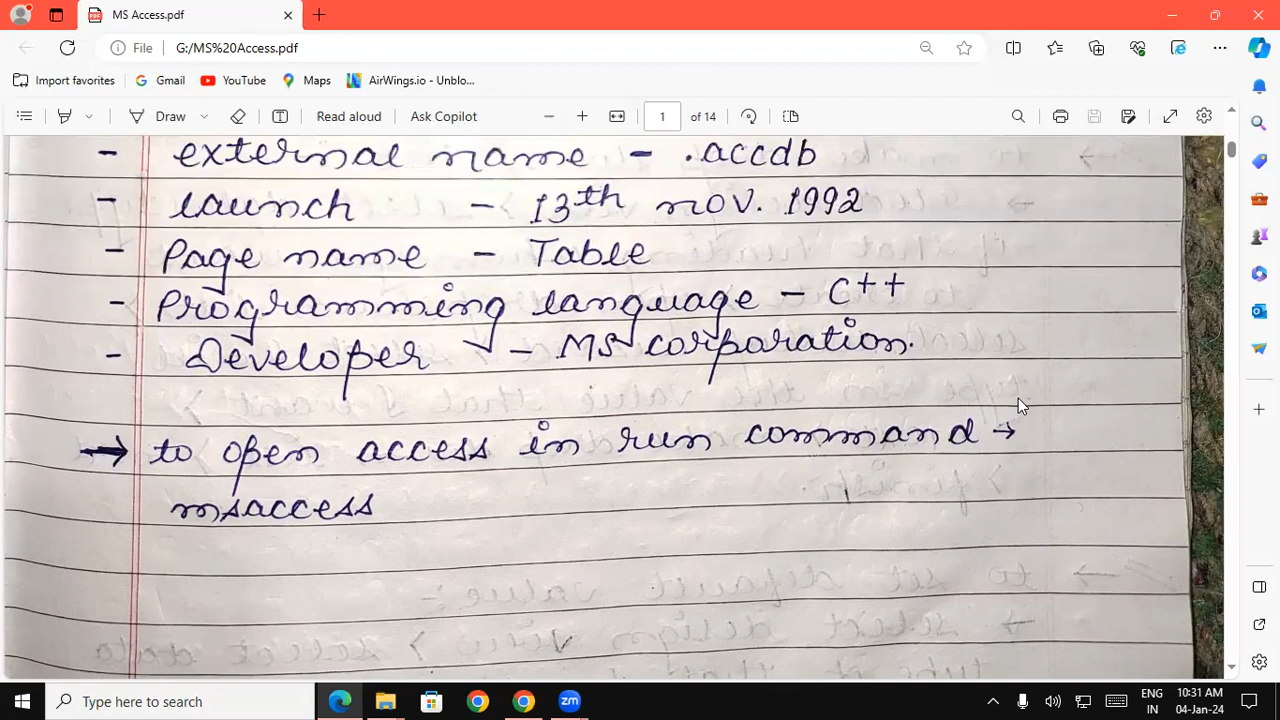 MS Access.pdf
File G:/MS%20Access.pdf
Import favorites Gmail YouTube Maps AirWings.io - Unblo...
Draw Read aloud Ask Copilot 1 of 14
- external name - .accdb
- launch - 13th nov. 1992
- Page name - Table
- Programming language - C++
- Developer - MS corporation.
→ to open access in run command →
msaccess
Type here to search
ENG 10:31 AM
IN 04-Jan-24